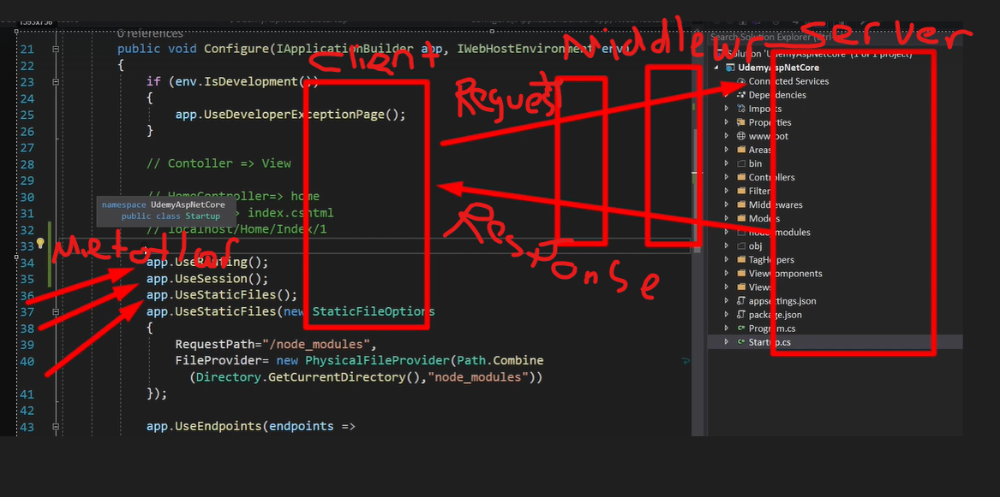 0 references
21 public void Configure(IApplicationBuilder app, IWebHostEnvironment env)
22 {
23 if (env.IsDevelopment())
24 {
25 app.UseDeveloperExceptionPage();
26 }
27
28 // Contoller => View
29
30 // HomeController=> home
31 => index.cshtml
32 // localhost/Home/Index/1
33
34 app.UseRouting();
35 app.UseSession();
36 app.UseStaticFiles();
37 app.UseStaticFiles(new StaticFileOptions
38 {
39 RequestPath="/node_modules",
40 FileProvider= new PhysicalFileProvider(Path.Combine
(Directory.GetCurrentDirectory(),"node_modules"))
41 });
42
43 app.UseEndpoints(endpoints =>
namespace UdemyAspNetCore
public class Startup
Client
Request
Response
Middlewr
Server
Metotlar
Search Solution Explorer (Ctrl
Solution 'UdemyAspNetCore' (1 of 1 project)
UdemyAspNetCore
Connected Services
Dependencies
Imports
Properties
wwwroot
Areas
bin
Controllers
Filter
Middlewares
Models
node_modules
obj
TagHelpers
ViewComponents
Views
appsettings.json
package.json
Program.cs
Startup.cs